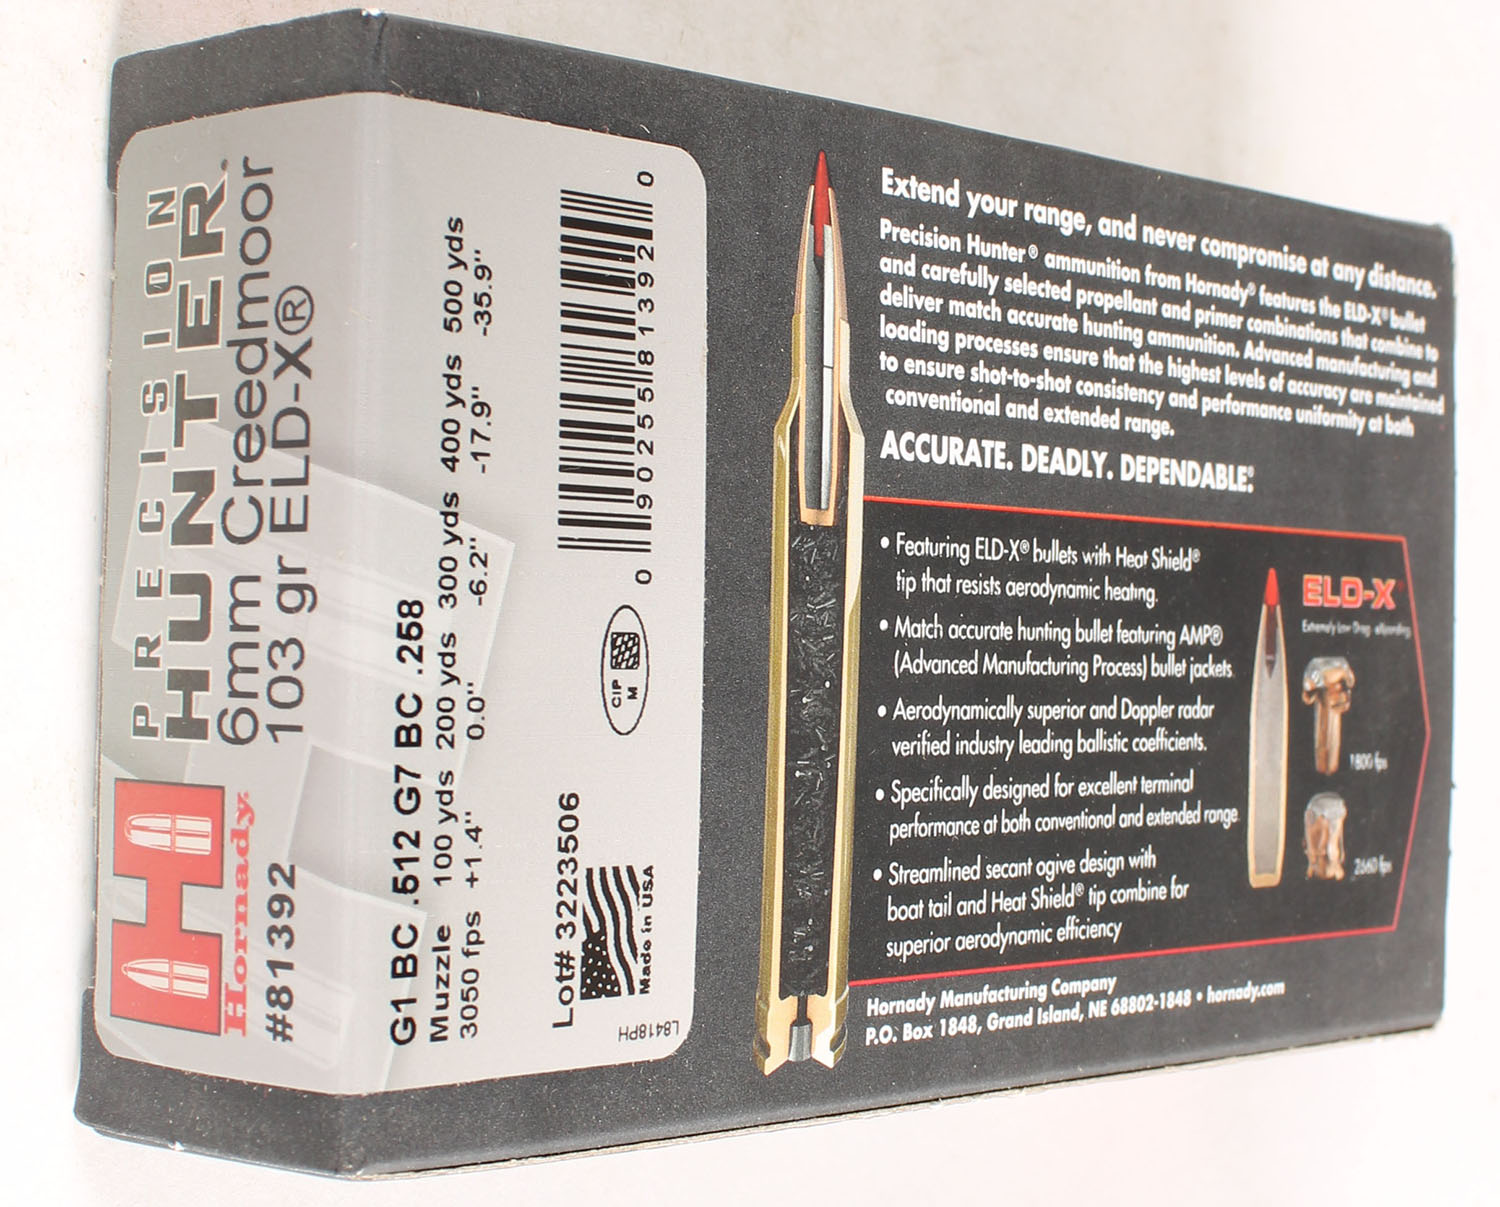 PRECISION
HUNTER®
6mm Creedmoor
103 gr ELD-X®
Hornady®
#81392
G1 BC .512 G7 BC .258
Muzzle 100 yds 200 yds 300 yds 400 yds 500 yds
3050 fps +1.4" 0.0" -6.2" -17.9" -35.9"
0 90255 81392 0
CIP
M
Lot# 3223506
Made in USA
L8418PH
Extend your range, and never compromise at any distance.
Precision Hunter® ammunition from Hornady® features the ELD-X® bullet
and carefully selected propellant and primer combinations that combine to
deliver match accurate hunting ammunition. Advanced manufacturing and
loading processes ensure that the highest levels of accuracy are maintained
to ensure shot-to-shot consistency and performance uniformity at both
conventional and extended range.
ACCURATE. DEADLY. DEPENDABLE.®
• Featuring ELD-X® bullets with Heat Shield®
tip that resists aerodynamic heating.
• Match accurate hunting bullet featuring AMP®
(Advanced Manufacturing Process) bullet jackets.
• Aerodynamically superior and Doppler radar
verified industry leading ballistic coefficients.
• Specifically designed for excellent terminal
performance at both conventional and extended range.
• Streamlined secant ogive design with
boat tail and Heat Shield® tip combine for
superior aerodynamic efficiency
ELD-X®
Extremely Low Drag - eXpanding
1800 fps
2660 fps
Hornady Manufacturing Company
P.O. Box 1848, Grand Island, NE 68802-1848 • hornady.com